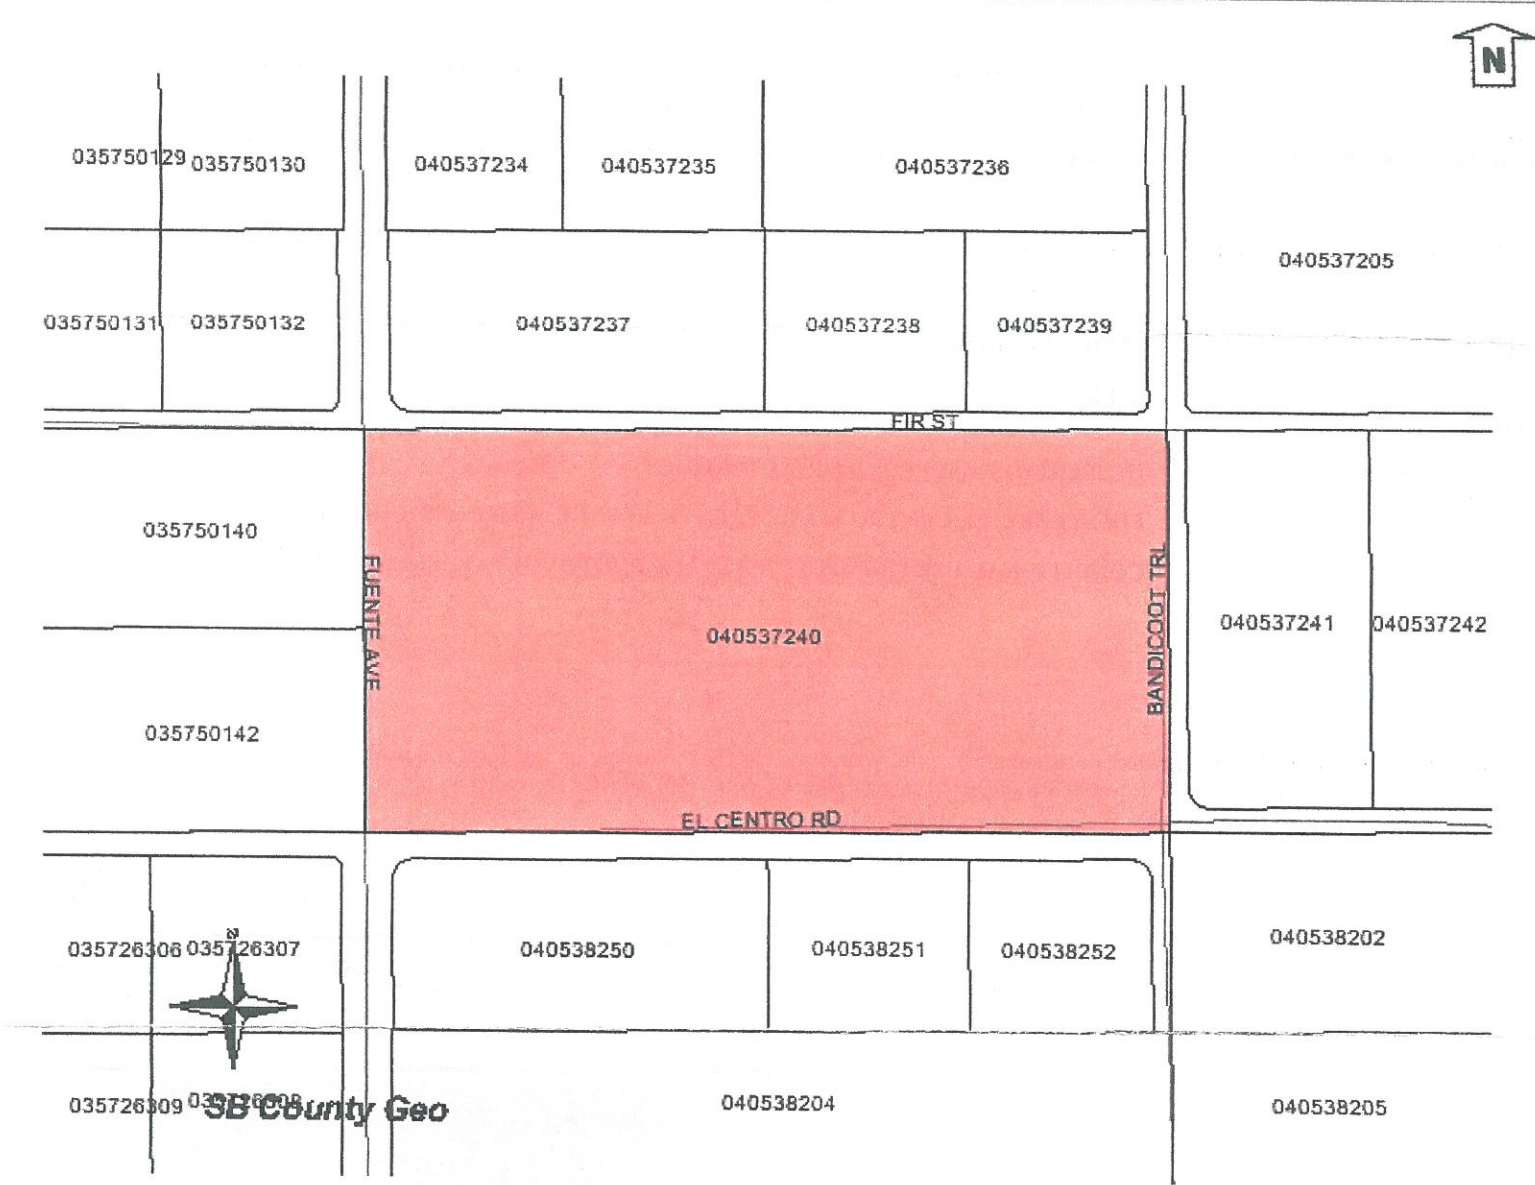 N
035750129 035750130 040537234 040537235 040537236
040537205
035750131 035750132 040537237 040537238 040537239
FIR ST
035750140
FUENTE AVE
040537240
BANDICOOT TRL
040537241 040537242
035750142
EL CENTRO RD
035726306 035726307 040538250 040538251 040538252 040538202
N
035726309 040538204 040538205
SB County Geo